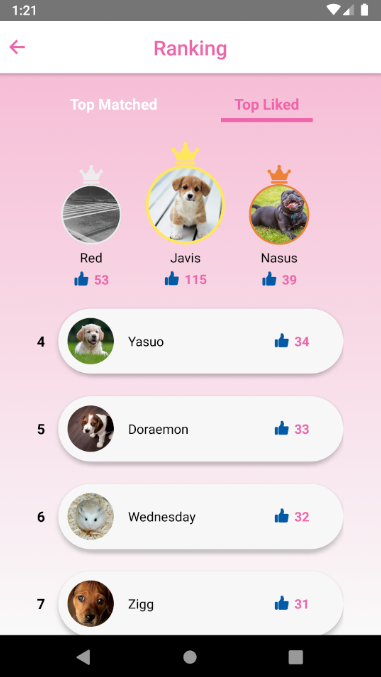 1:21
Ranking
Top Matched Top Liked
Red Javis Nasus
53 115 39
4 Yasuo 34
5 Doraemon 33
6 Wednesday 32
7 Zigg 31